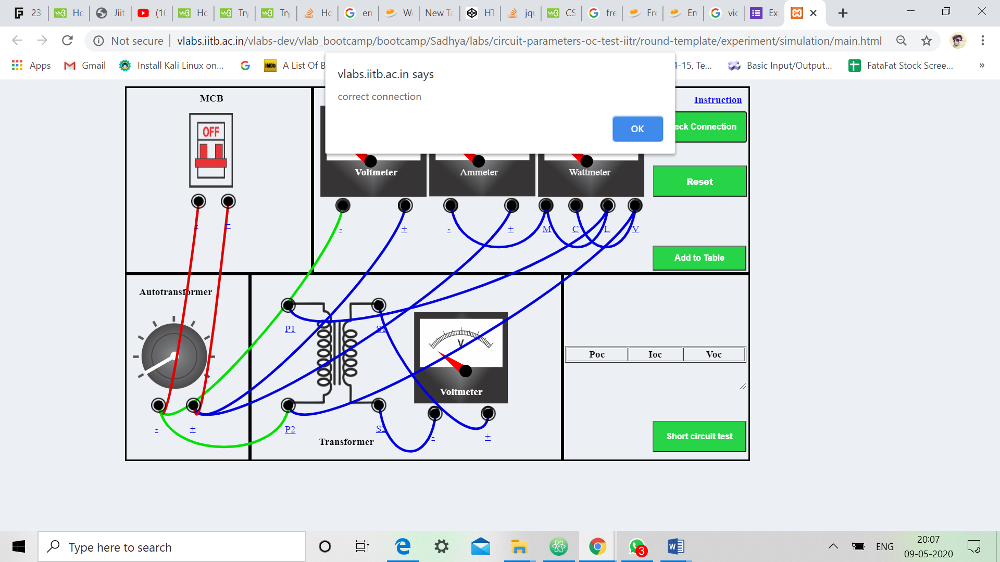 23 Hc Jiit (1( Hc Try Try Hc en W New Ta HT jq CS fre Fre En vic Ex
Not secure vlabs.iitb.ac.in/vlabs-dev/vlab_bootcamp/bootcamp/Sadhya/labs/circuit-parameters-oc-test-iitr/round-template/experiment/simulation/main.html
Apps Gmail Install Kali Linux on... A List Of B 4-15, Te... Basic Input/Output... FataFat Stock Scree... »
vlabs.iitb.ac.in says
correct connection
OK
MCB
OFF
- +
Instruction
eck Connection
Reset
Add to Table
Voltmeter Ammeter Wattmeter
- + - + M C L V
Autotransformer
- +
P1 S1
P2 S2
Transformer
V
Voltmeter
- +
Poc Ioc Voc
Short circuit test
Type here to search
3
ENG
20:07
09-05-2020